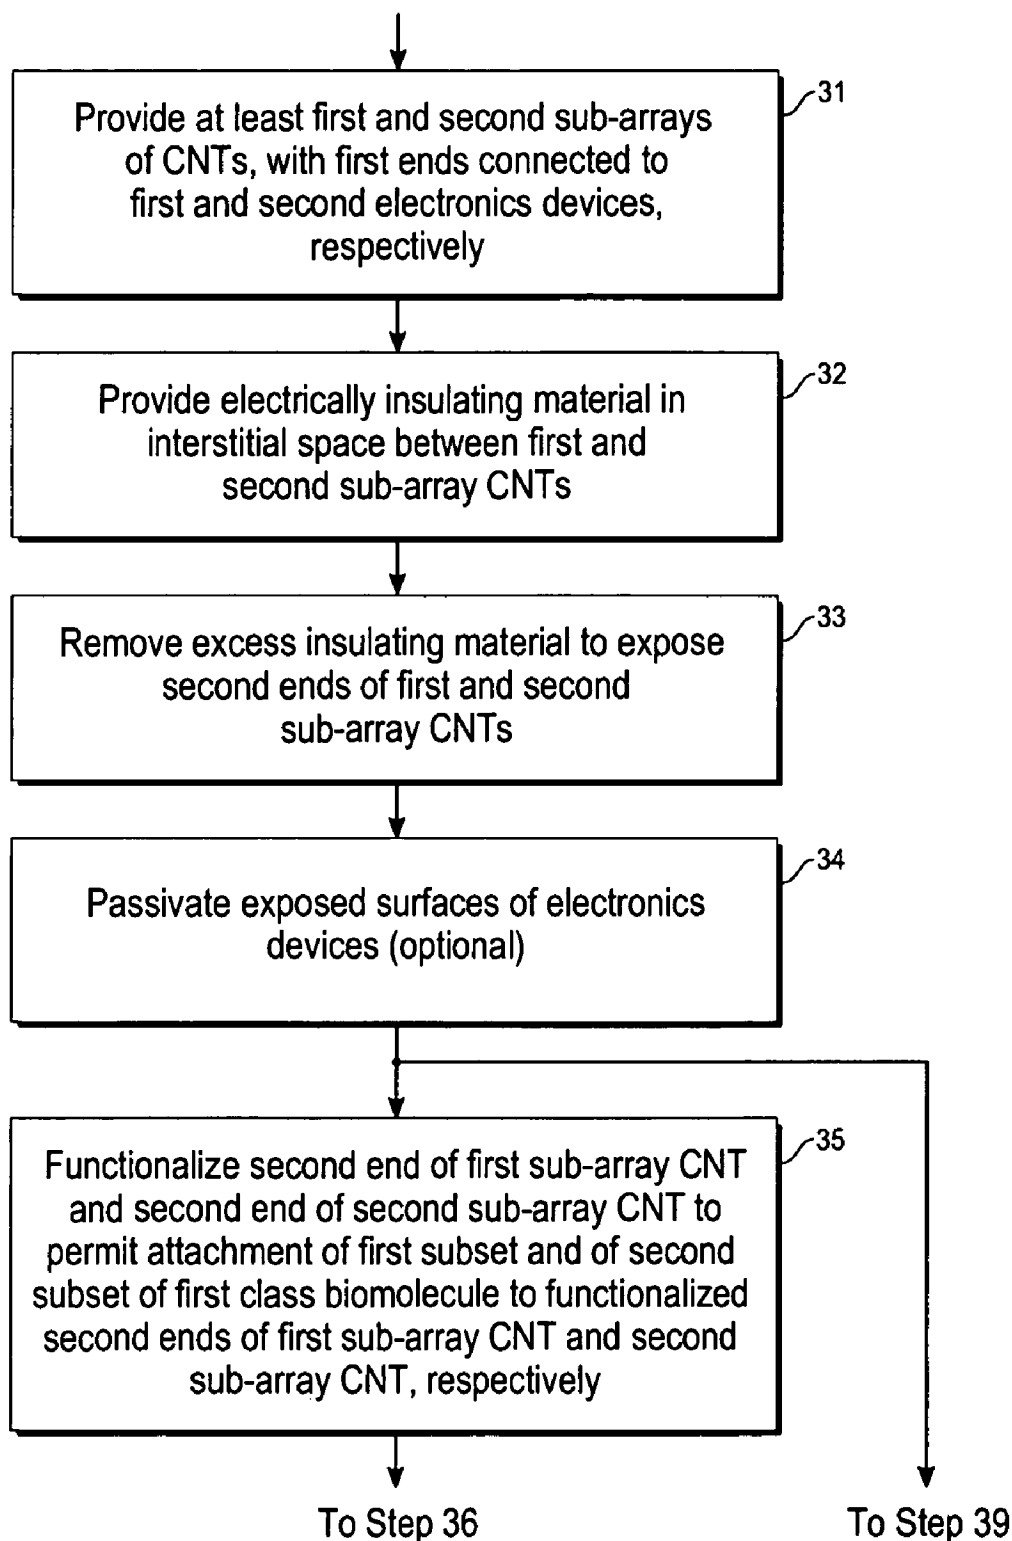 31
Provide at least first and second sub-arrays
of CNTs, with first ends connected to
first and second electronics devices,
respectively
32
Provide electrically insulating material in
interstitial space between first and
second sub-array CNTs
33
Remove excess insulating material to expose
second ends of first and second
sub-array CNTs
34
Passivate exposed surfaces of electronics
devices (optional)
35
Functionalize second end of first sub-array CNT
and second end of second sub-array CNT to
permit attachment of first subset and of second
subset of first class biomolecule to functionalized
second ends of first sub-array CNT and second
sub-array CNT, respectively
To Step 36
To Step 39